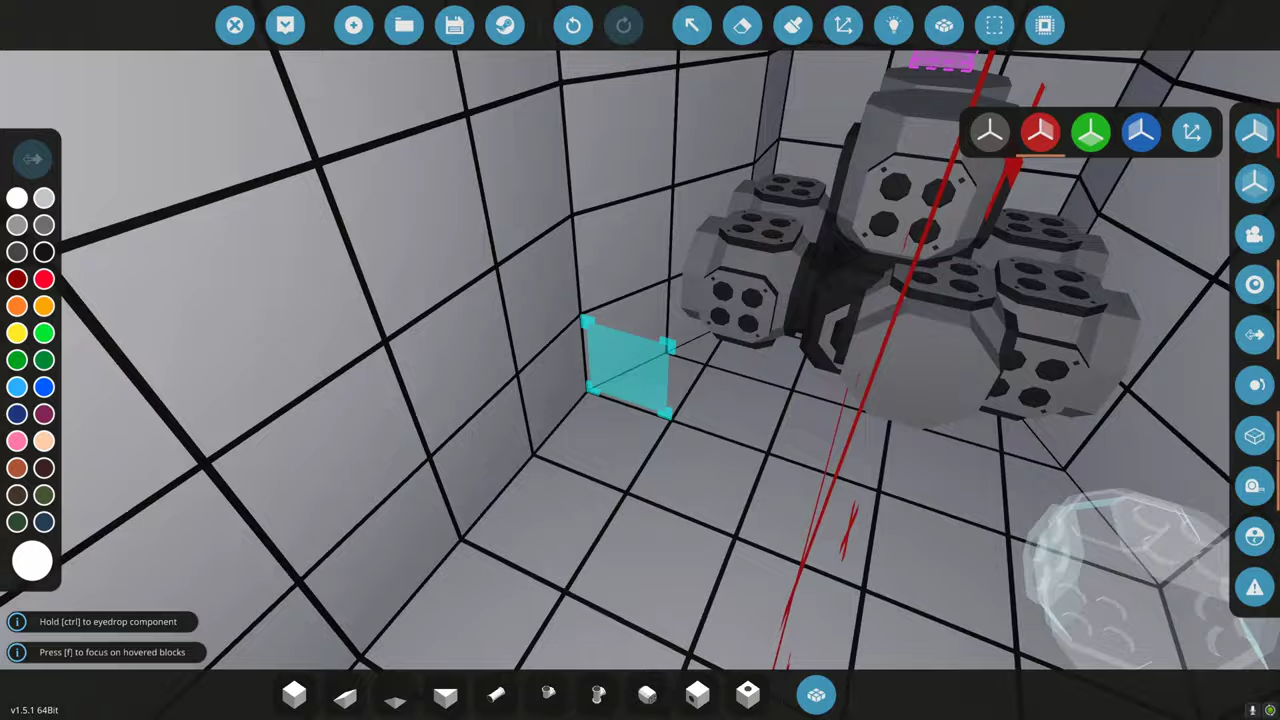 Hold [ctrl] to eyedrop component
Press [f] to focus on hovered blocks
v1.5.1 64Bit